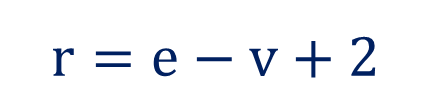 r = e − v + 2